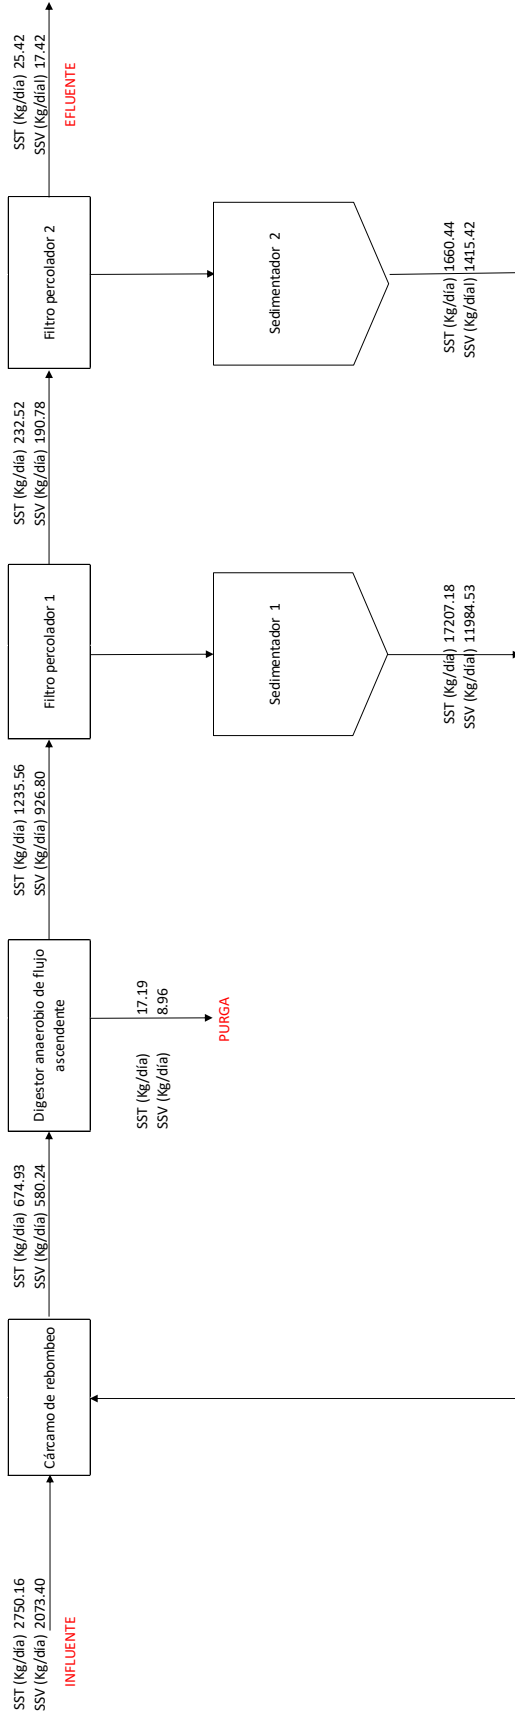 SST (Kg/día) 2750.16
SSV (Kg/día) 2073.40
INFLUENTE
Cárcamo de rebombeo
SST (Kg/día) 674.93
SSV (Kg/día) 580.24
Digestor anaerobio de flujo
ascendente
SST (Kg/día) 17.19
SSV (Kg/día) 8.96
PURGA
SST (Kg/día) 1235.56
SSV (Kg/día) 926.80
Filtro percolador 1
Sedimentador 1
SST (Kg/día) 17207.18
SSV (Kg/día) 11984.53
SST (Kg/día) 232.52
SSV (Kg/día) 190.78
Filtro percolador 2
Sedimentador 2
SST (Kg/día) 1660.44
SSV (Kg/día) 1415.42
SST (Kg/día) 25.42
SSV (Kg/día) 17.42
EFLUENTE